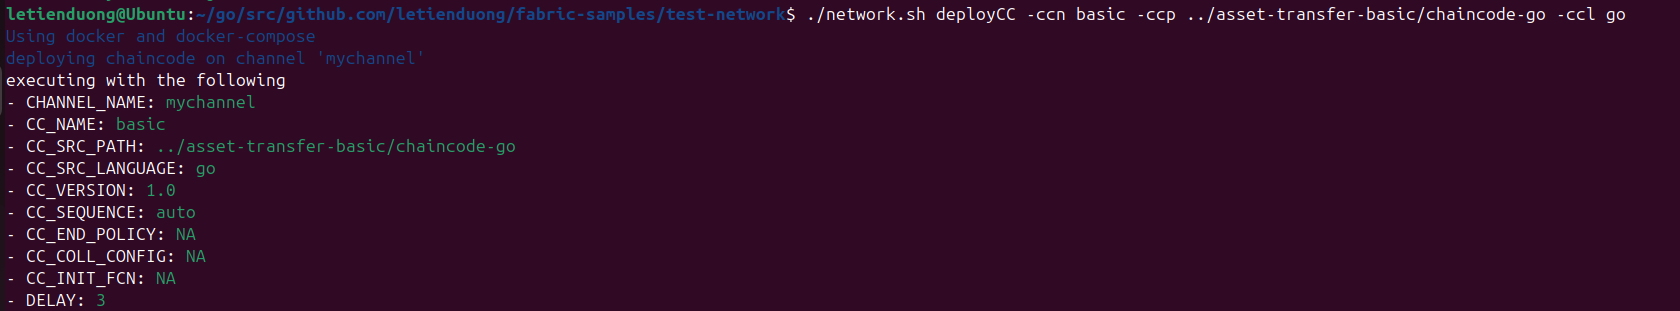 letienduong@Ubuntu:~/go/src/github.com/letienduong/fabric-samples/test-network$ ./network.sh deployCC -ccn basic -ccp ../asset-transfer-basic/chaincode-go -ccl go
Using docker and docker-compose
deploying chaincode on channel 'mychannel'
executing with the following
- CHANNEL_NAME: mychannel
- CC_NAME: basic
- CC_SRC_PATH: ../asset-transfer-basic/chaincode-go
- CC_SRC_LANGUAGE: go
- CC_VERSION: 1.0
- CC_SEQUENCE: auto
- CC_END_POLICY: NA
- CC_COLL_CONFIG: NA
- CC_INIT_FCN: NA
- DELAY: 3